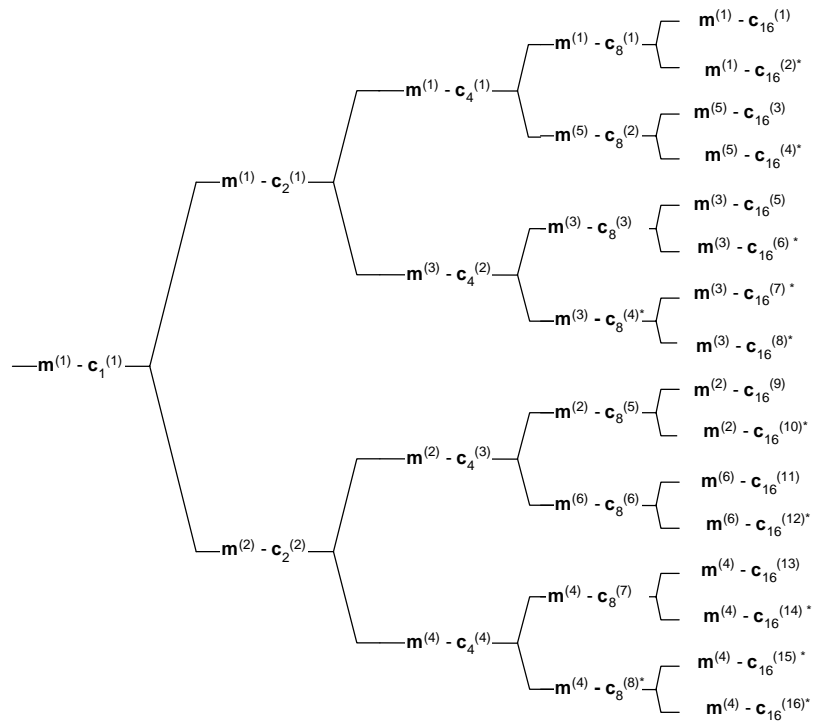 m(1) - c16(1)
m(1) - c8(1)
m(1) - c16(2)*
m(1) - c4(1)
m(5) - c16(3)
m(5) - c8(2)
m(5) - c16(4)*
m(1) - c2(1)
m(3) - c16(5)
m(3) - c8(3)
m(3) - c16(6) *
m(3) - c4(2)
m(3) - c16(7) *
m(3) - c8(4)*
m(3) - c16(8)*
m(1) - c1(1)
m(2) - c16(9)
m(2) - c8(5)
m(2) - c16(10)*
m(2) - c4(3)
m(6) - c16(11)
m(6) - c8(6)
m(6) - c16(12)*
m(2) - c2(2)
m(4) - c16(13)
m(4) - c8(7)
m(4) - c16(14) *
m(4) - c4(4)
m(4) - c16(15) *
m(4) - c8(8)*
m(4) - c16(16)*